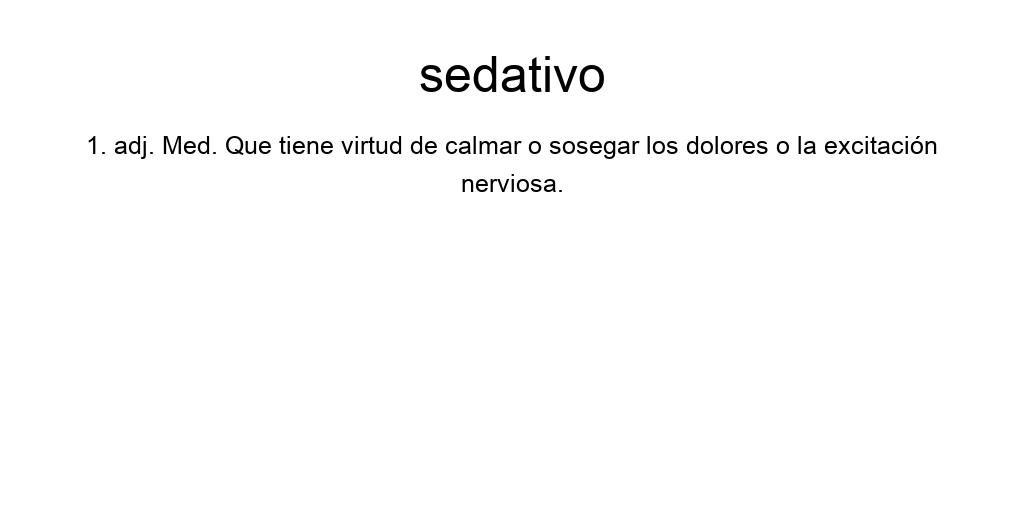 sedativo
1. adj. Med. Que tiene virtud de calmar o sosegar los dolores o la excitación
nerviosa.